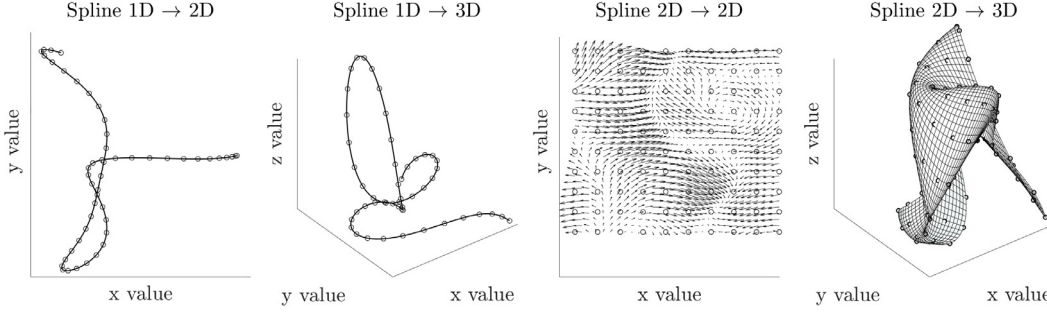 Spline 1D → 2D
y value
x value
Spline 1D → 3D
z value
y value
x value
Spline 2D → 2D
y value
x value
Spline 2D → 3D
z value
y value
x value